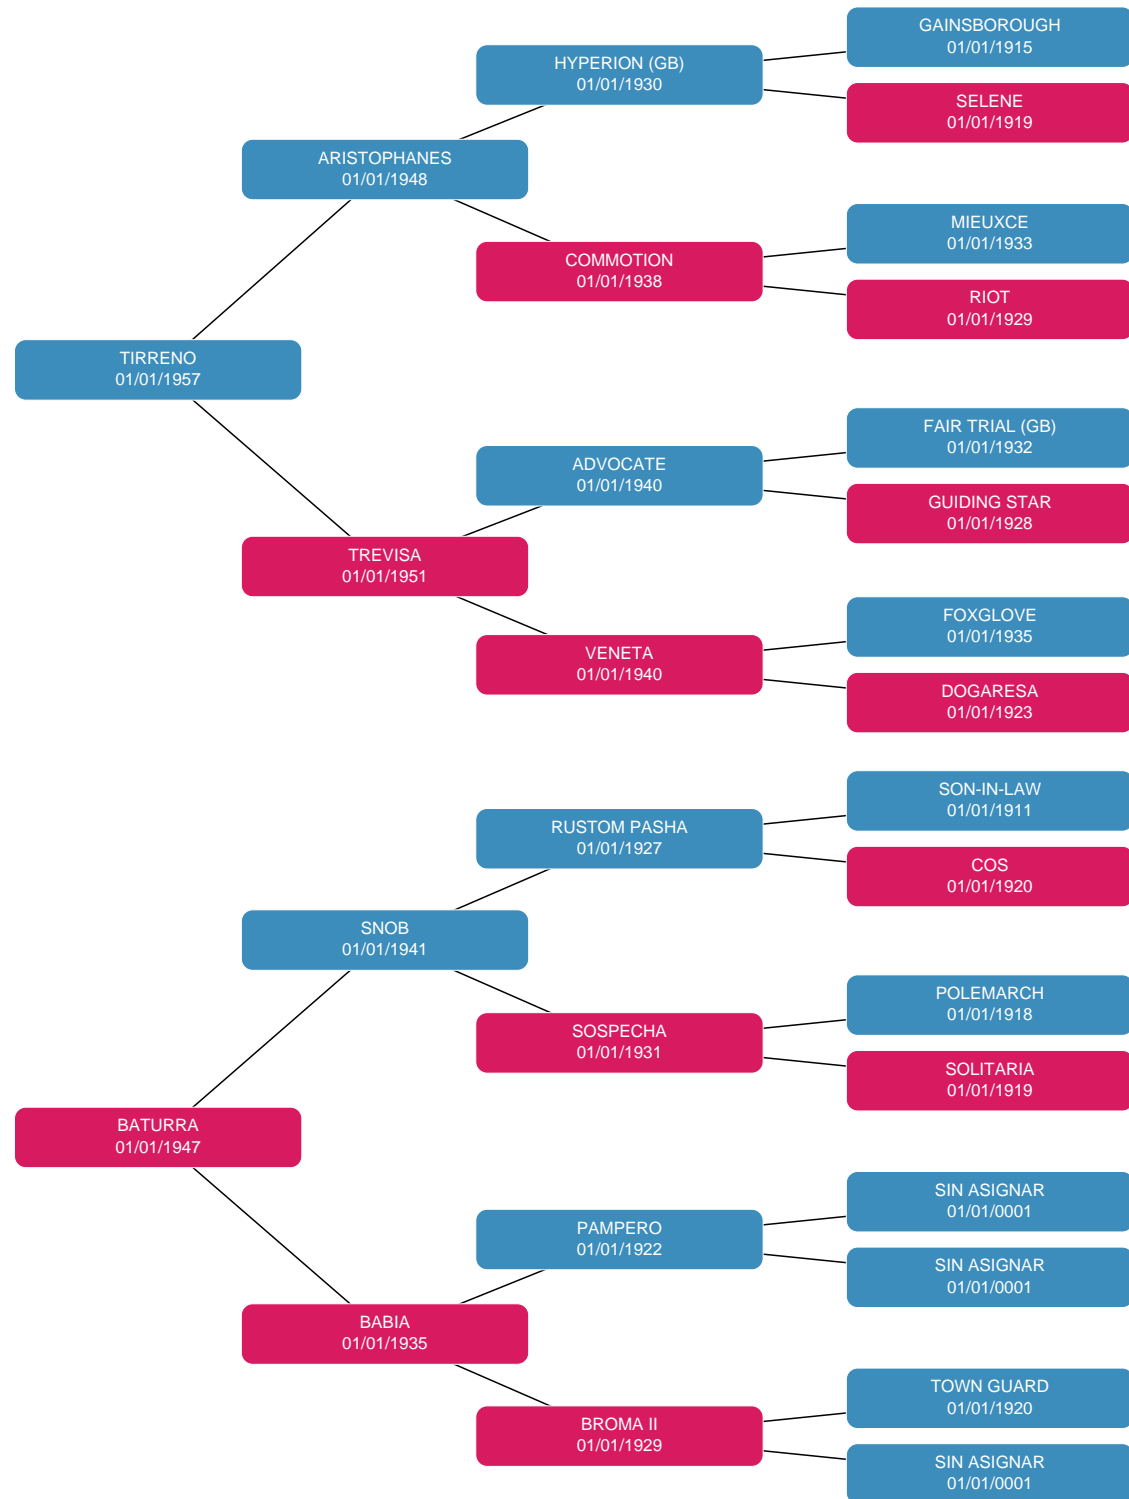 GAINSBOROUGH
01/01/1915
HYPERION (GB)
01/01/1930
SELENE
01/01/1919
ARISTOPHANES
01/01/1948
MIEUXCE
01/01/1933
COMMOTION
01/01/1938
RIOT
01/01/1929
TIRRENO
01/01/1957
FAIR TRIAL (GB)
01/01/1932
ADVOCATE
01/01/1940
GUIDING STAR
01/01/1928
TREVISA
01/01/1951
FOXGLOVE
01/01/1935
VENETA
01/01/1940
DOGARESA
01/01/1923
SON-IN-LAW
01/01/1911
RUSTOM PASHA
01/01/1927
COS
01/01/1920
SNOB
01/01/1941
POLEMARCH
01/01/1918
SOSPECHA
01/01/1931
SOLITARIA
01/01/1919
BATURRA
01/01/1947
SIN ASIGNAR
01/01/0001
PAMPERO
01/01/1922
SIN ASIGNAR
01/01/0001
BABIA
01/01/1935
TOWN GUARD
01/01/1920
BROMA II
01/01/1929
SIN ASIGNAR
01/01/0001